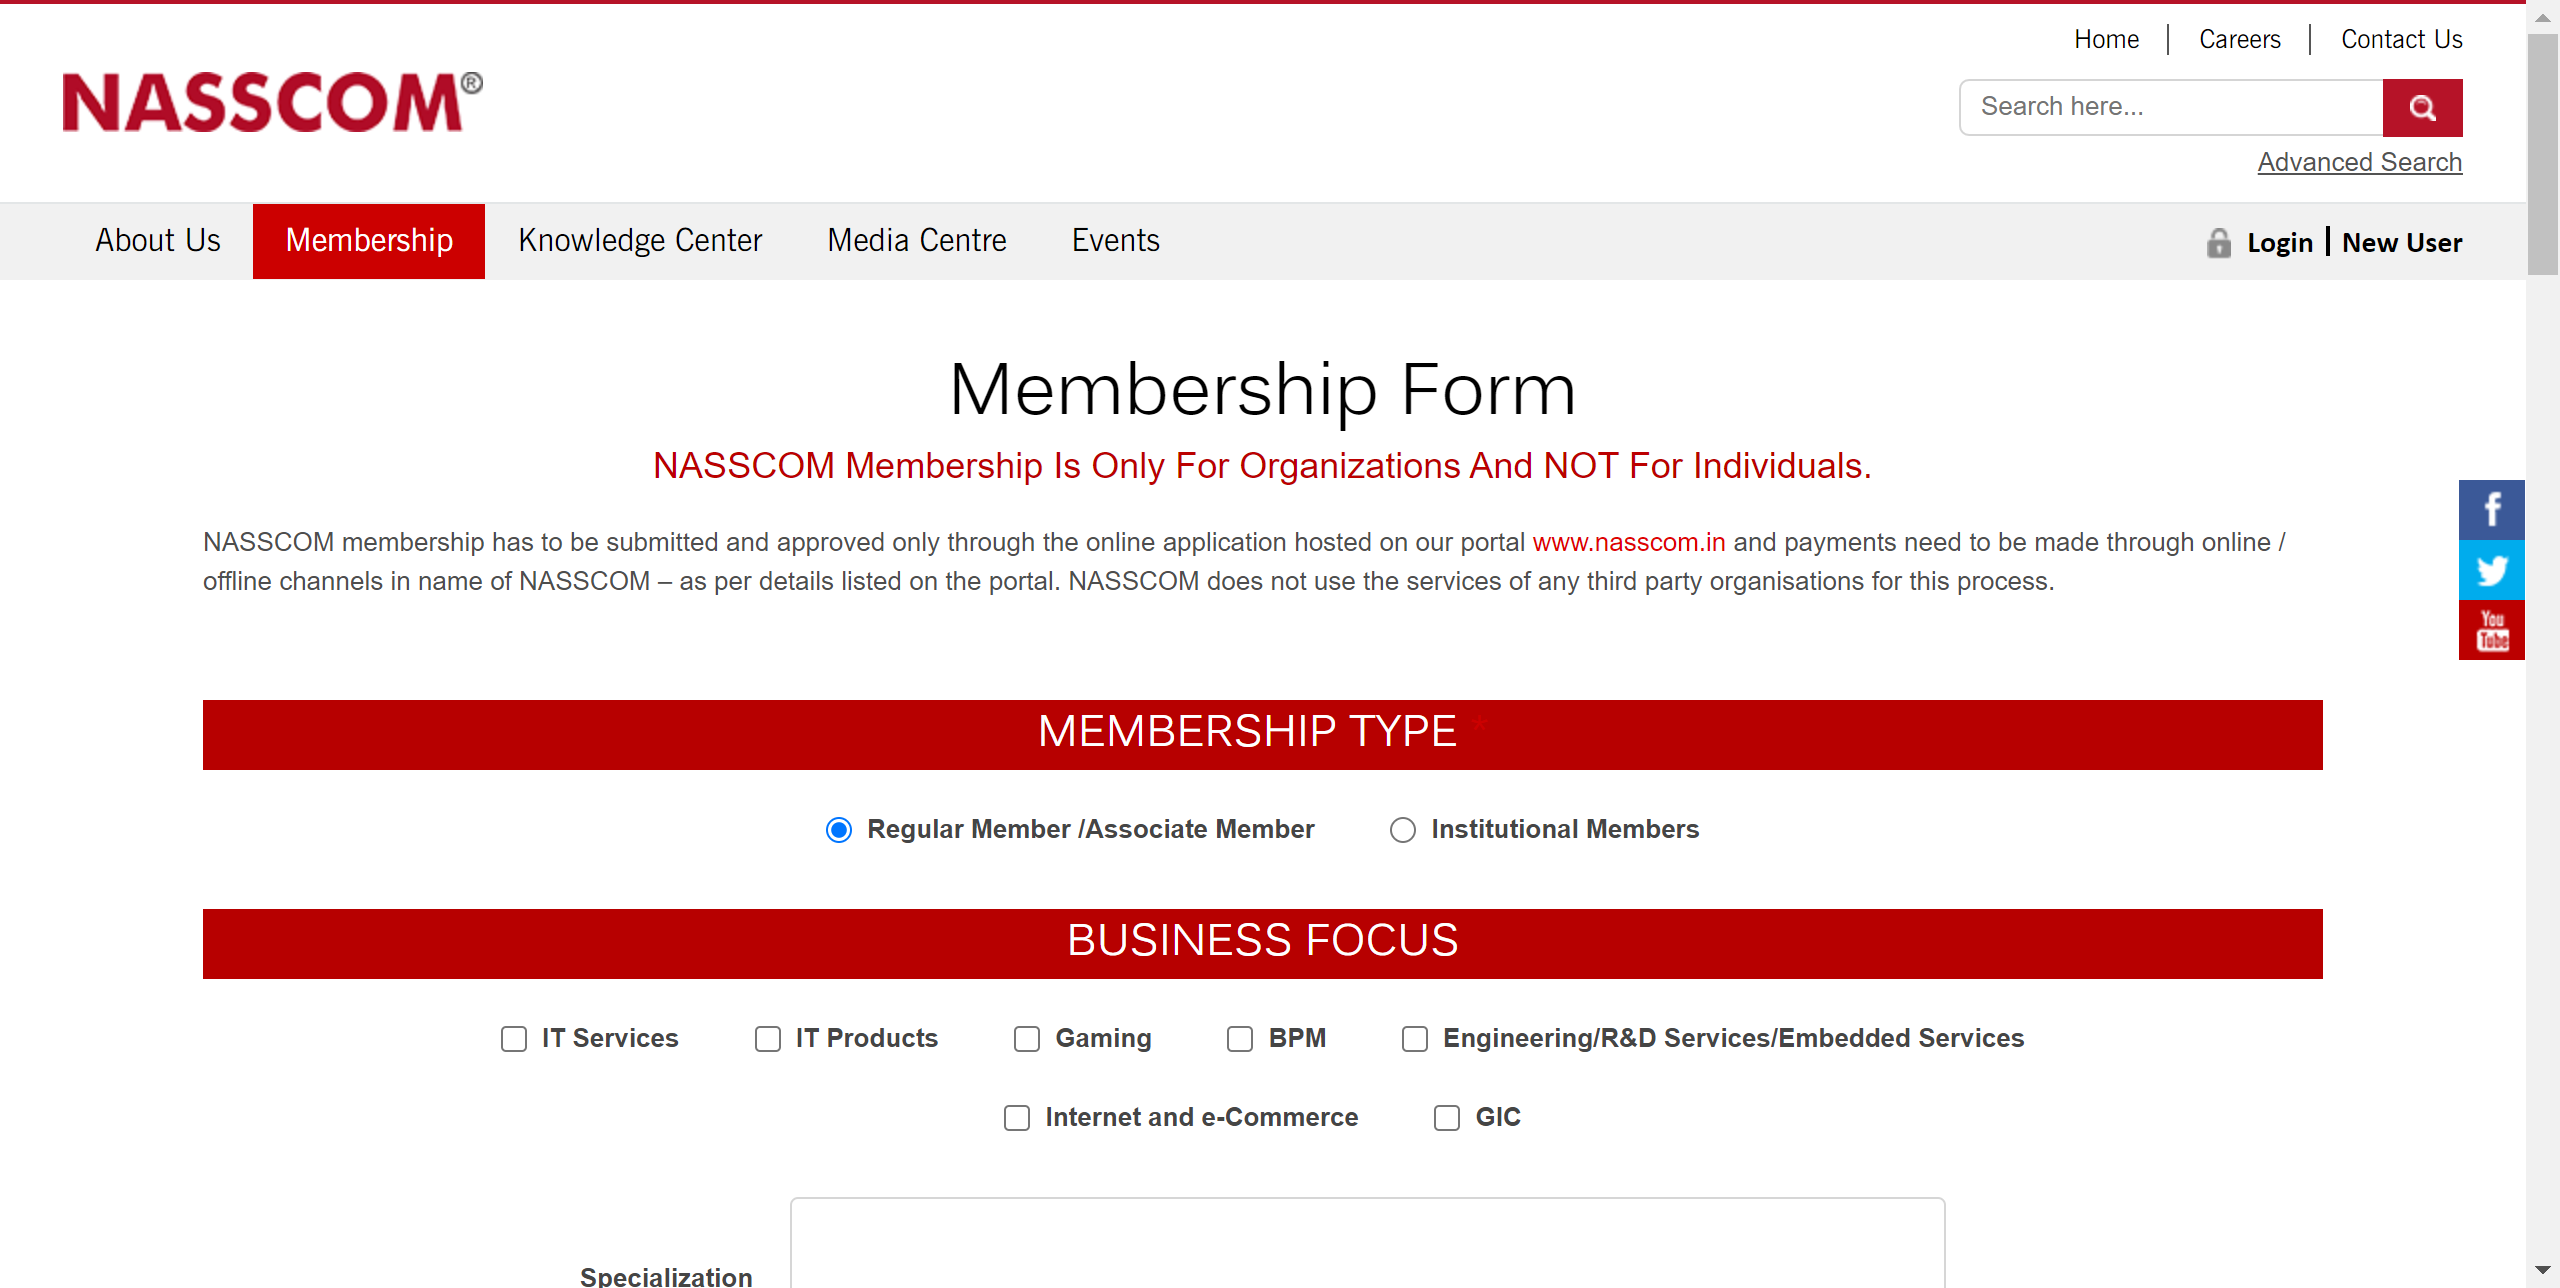 Home
Careers
Contact Us
NASSCOM®
Search here...
Advanced Search
About Us
Membership
Knowledge Center
Media Centre
Events
Login
New User
Membership Form
NASSCOM Membership Is Only For Organizations And NOT For Individuals.
NASSCOM membership has to be submitted and approved only through the online application hosted on our portal www.nasscom.in and payments need to be made through online /
offline channels in name of NASSCOM – as per details listed on the portal. NASSCOM does not use the services of any third party organisations for this process.
f
You
Tube
MEMBERSHIP TYPE *
Regular Member /Associate Member
Institutional Members
BUSINESS FOCUS
IT Services
IT Products
Gaming
BPM
Engineering/R&D Services/Embedded Services
Internet and e-Commerce
GIC
Specialization